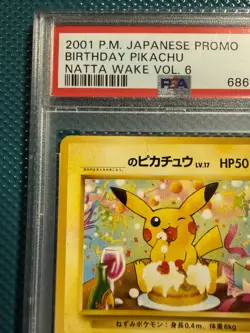 2001 P.M. JAPANESE PROMO
BIRTHDAY PIKACHU
NATTA WAKE VOL. 6
PSA
686
のピカチュウ LV.17 HP50
ねずみポケモン:身長0.4m、体重6kg